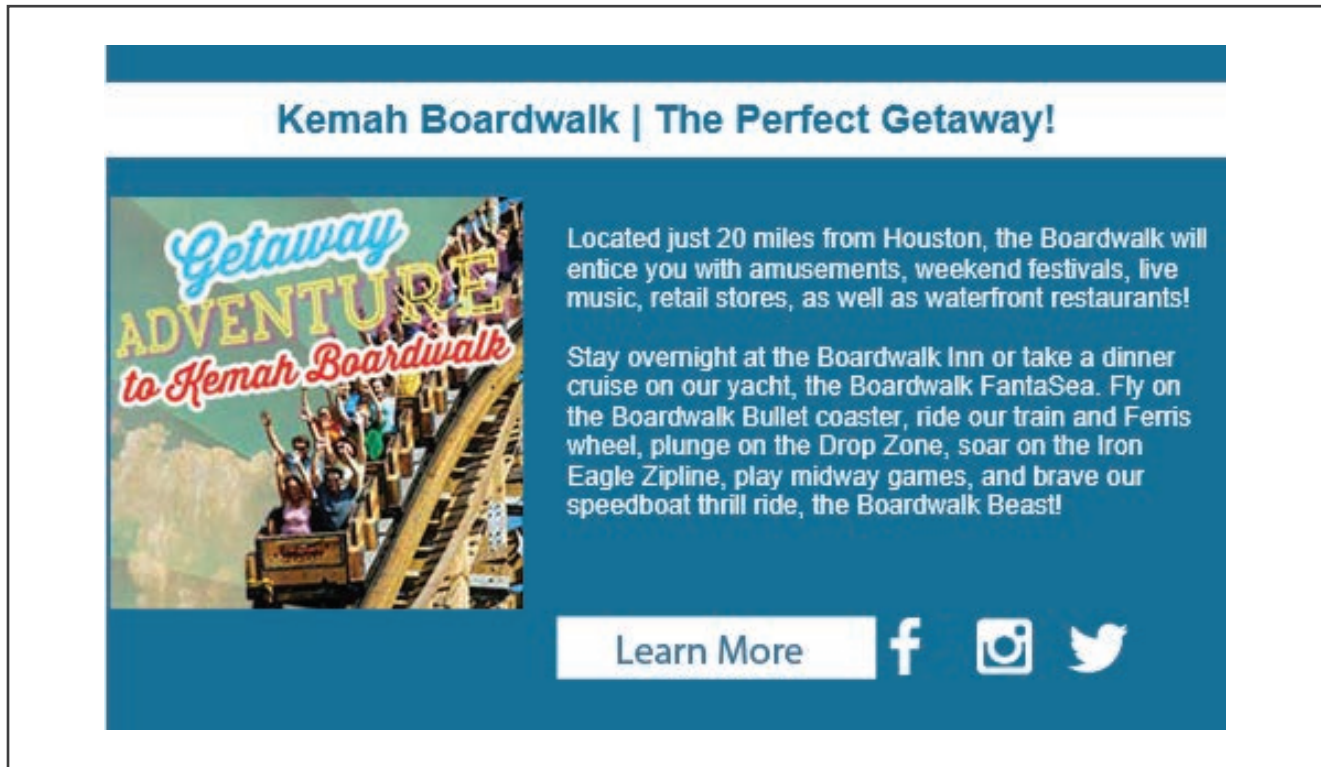 Kemah Boardwalk | The Perfect Getaway!
Getaway
ADVENTURE
to Kemah Boardwalk
Located just 20 miles from Houston, the Boardwalk will
entice you with amusements, weekend festivals, live
music, retail stores, as well as waterfront restaurants!
Stay overnight at the Boardwalk Inn or take a dinner
cruise on our yacht, the Boardwalk FantaSea. Fly on
the Boardwalk Bullet coaster, ride our train and Ferris
wheel, plunge on the Drop Zone, soar on the Iron
Eagle Zipline, play midway games, and brave our
speedboat thrill ride, the Boardwalk Beast!
Learn More